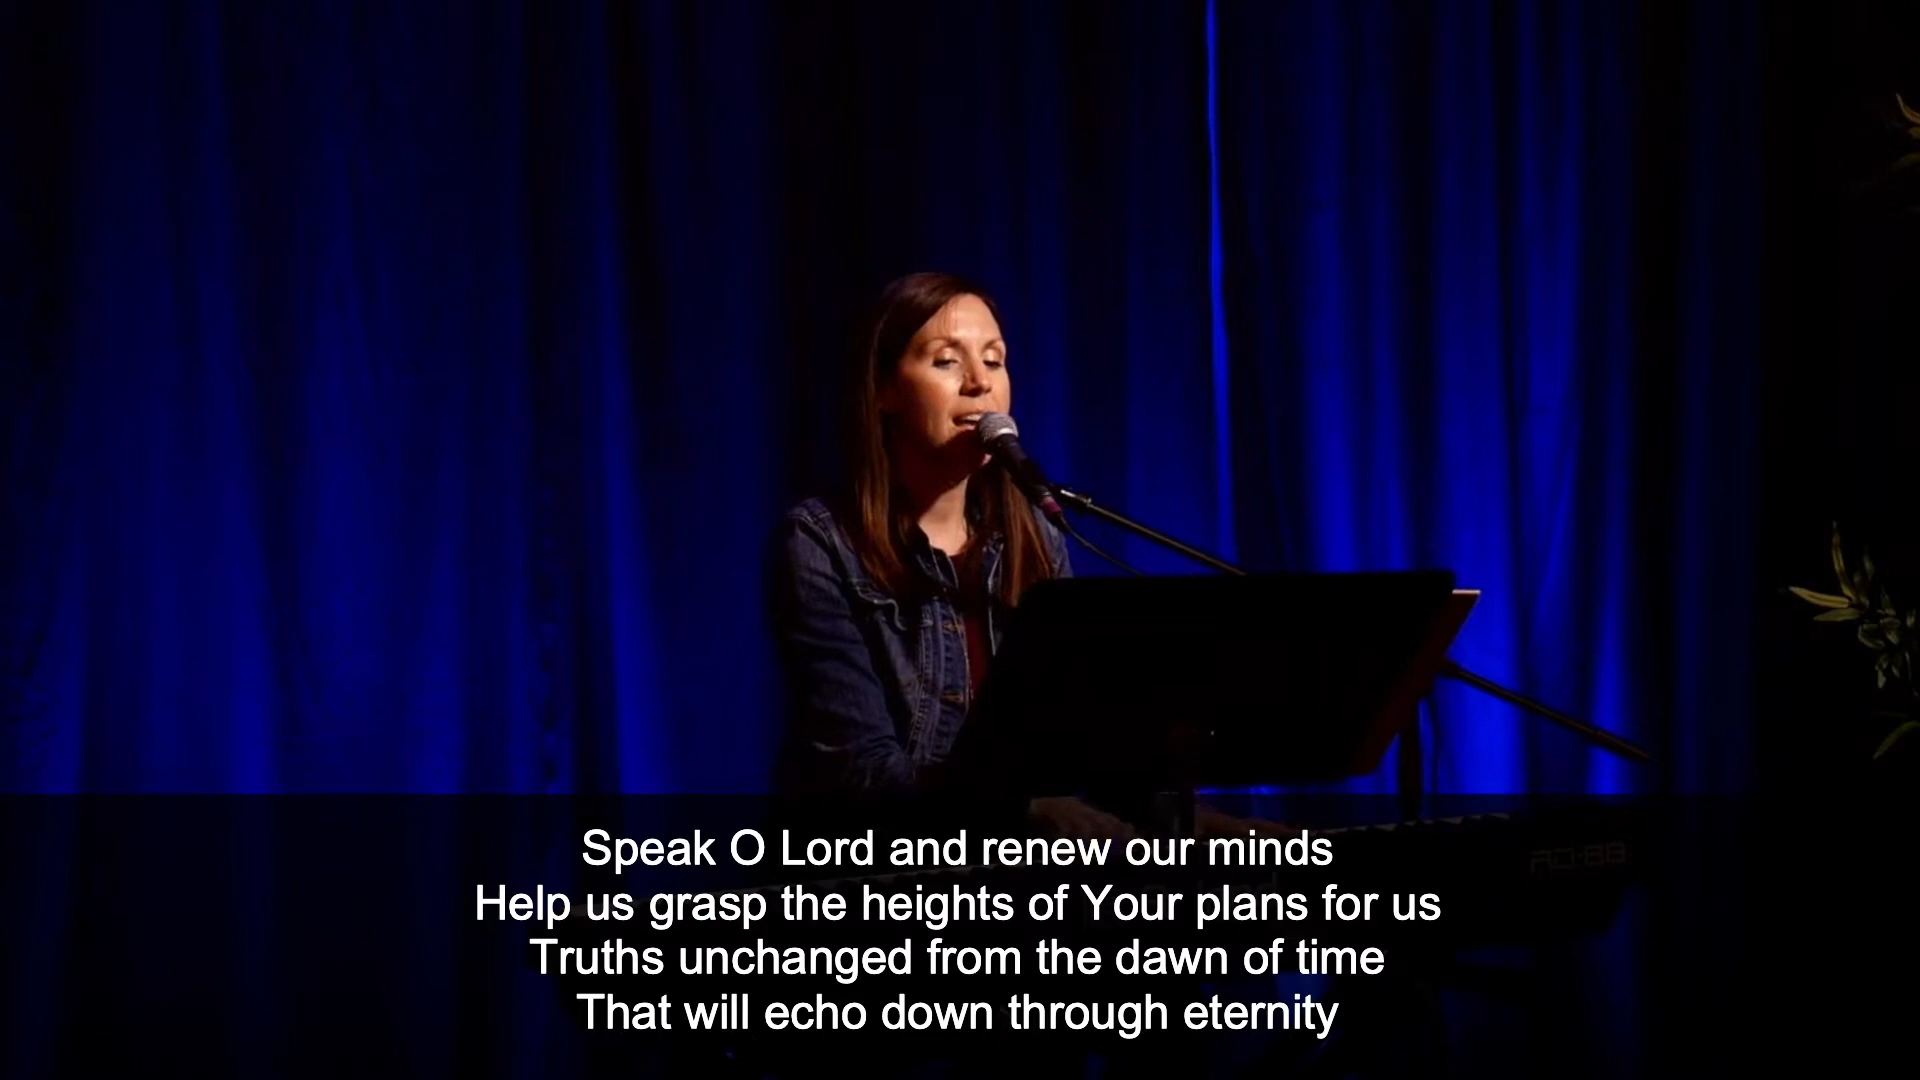 Speak O Lord and renew our minds
Help us grasp the heights of Your plans for us
Truths unchanged from the dawn of time
That will echo down through eternity